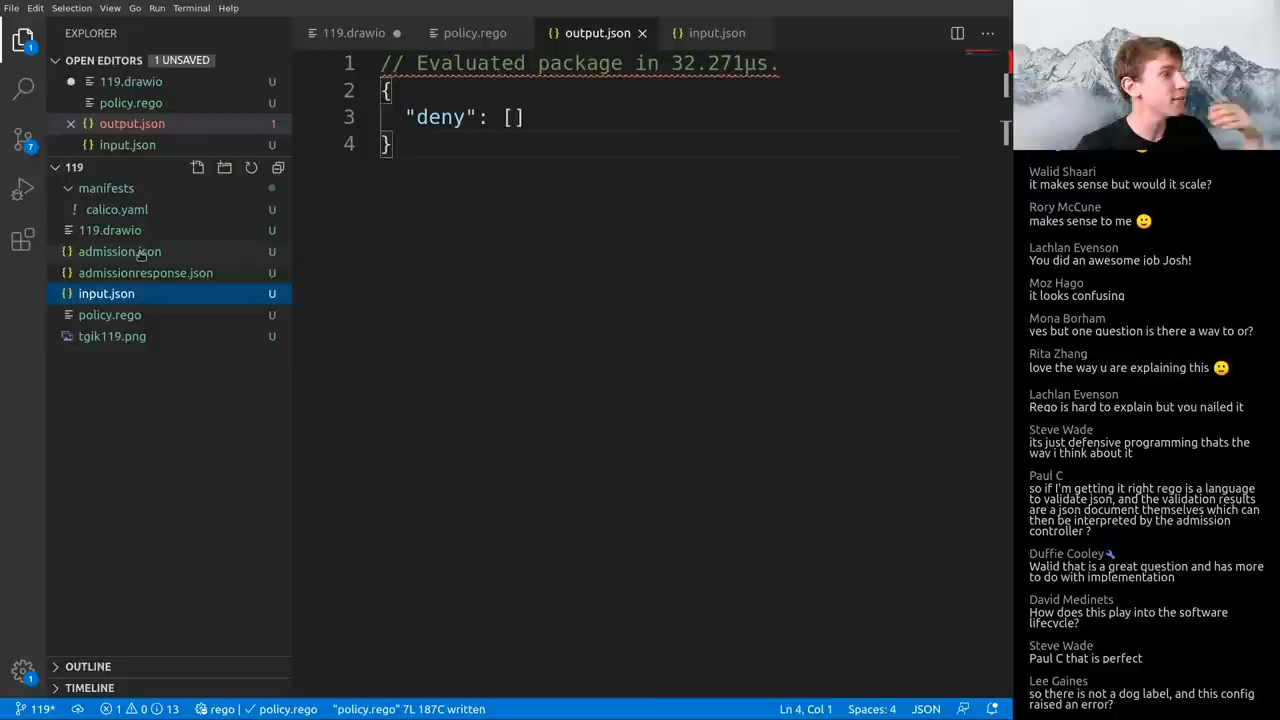 File Edit Selection View Go Run Terminal Help
EXPLORER
OPEN EDITORS 1 UNSAVED
119.drawio U
policy.rego U
output.json 1
input.json U
119
manifests
calico.yaml U
119.drawio U
admission.json U
admissionresponse.json U
input.json U
policy.rego U
tgik119.png U
OUTLINE
TIMELINE
119.drawio
policy.rego
output.json
input.json
1 // Evaluated package in 32.271µs.
2 {
3 "deny": []
4 }
Walid Shaari
it makes sense but would it scale?
Rory McCune
makes sense to me 🙂
Lachlan Evenson
You did an awesome job Josh!
Moz Hago
it looks confusing
Mona Borham
yes but one question is there a way to or?
Rita Zhang
love the way u are explaining this 🙂
Lachlan Evenson
Rego is hard to explain but you nailed it
Steve Wade
its just defensive programming thats the
way i think about it
Paul C
so if I'm getting it right rego is a language
to validate json, and the validation results
are a json document themselves which can
then be interpreted by the admission
controller ?
Duffie Cooley
Walid that is a great question and has more
to do with implementation
David Medinets
How does this play into the software
lifecycle?
Steve Wade
Paul C that is perfect
Lee Gaines
so there is not a dog label, and this config
raised an error?
1
7
1
119* 1 0 13 rego | policy.rego "policy.rego" 7L 187C written Ln 4, Col 1 Spaces: 4 JSON